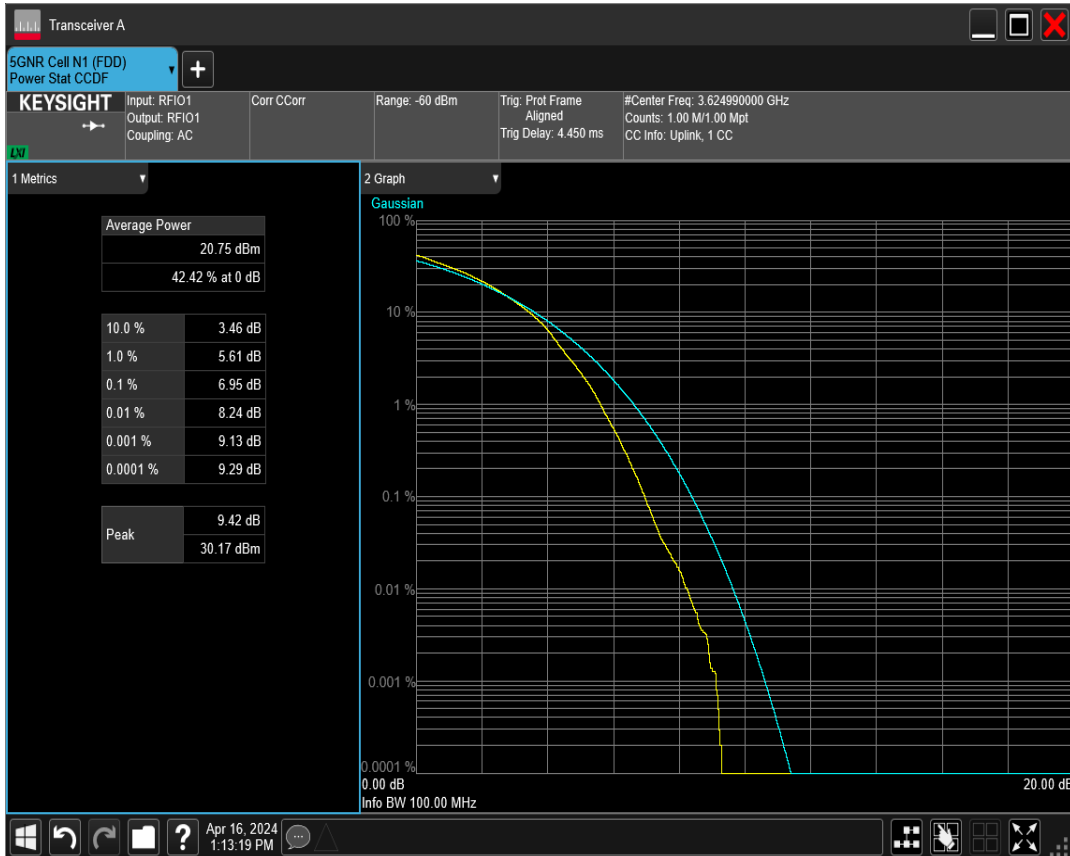 Transceiver A
5GNR Cell N1 (FDD)
Power Stat CCDF
KEYSIGHT
LXI
Input: RFIO1
Output: RFIO1
Coupling: AC
Corr CCorr
Range: -60 dBm
Trig: Prot Frame
Aligned
Trig Delay: 4.450 ms
#Center Freq: 3.624990000 GHz
Counts: 1.00 M/1.00 Mpt
CC Info: Uplink, 1 CC
1 Metrics
Average Power
20.75 dBm
42.42 % at 0 dB
10.0 % 3.46 dB
1.0 % 5.61 dB
0.1 % 6.95 dB
0.01 % 8.24 dB
0.001 % 9.13 dB
0.0001 % 9.29 dB
Peak
9.42 dB
30.17 dBm
2 Graph
Gaussian
100 %
10 %
1 %
0.1 %
0.01 %
0.001 %
0.0001 %
0.00 dB 20.00 dB
Info BW 100.00 MHz
?
Apr 16, 2024
1:13:19 PM